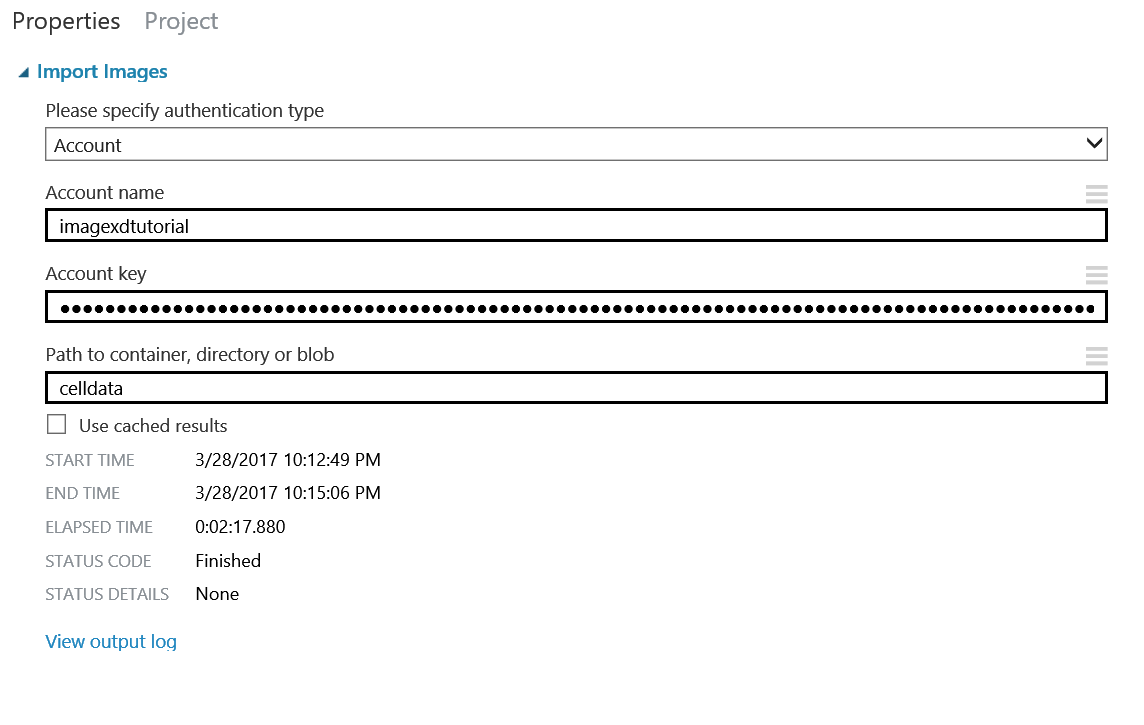 Properties Project
Import Images
Please specify authentication type
Account
Account name
imagexdtutorial
Account key
Path to container, directory or blob
celldata
Use cached results
START TIME 3/28/2017 10:12:49 PM
END TIME 3/28/2017 10:15:06 PM
ELAPSED TIME 0:02:17.880
STATUS CODE Finished
STATUS DETAILS None
View output log